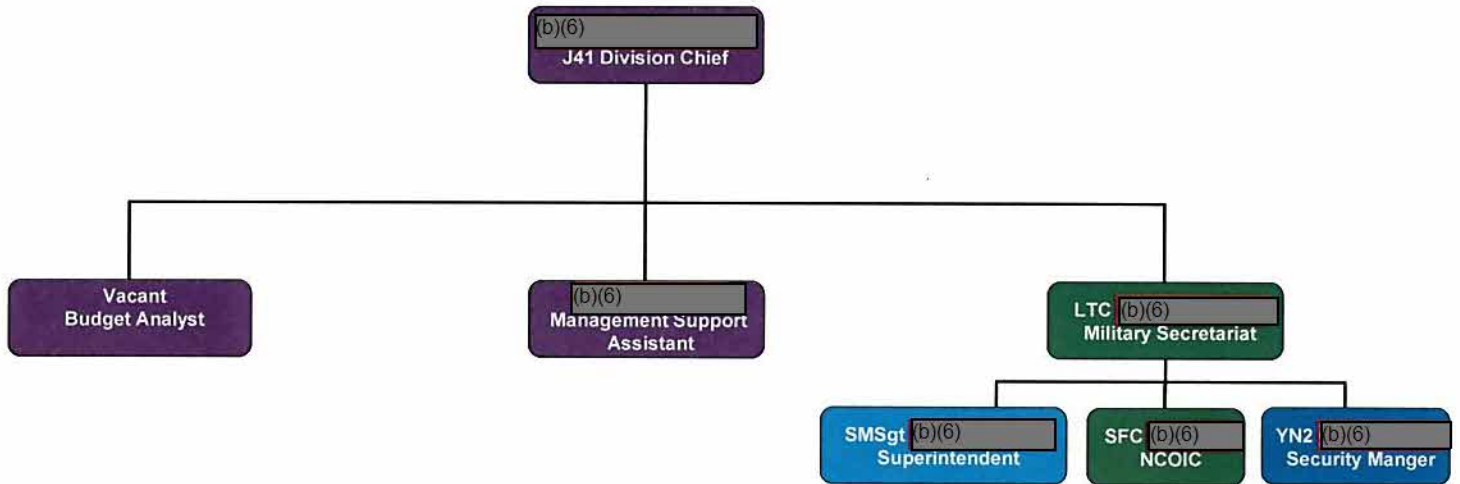 (b)(6)
J41 Division Chief
Vacant
Budget Analyst
(b)(6)
Management Support
Assistant
LTC (b)(6)
Military Secretariat
SMSgt (b)(6)
Superintendent
SFC (b)(6)
NCOIC
YN2 (b)(6)
Security Manger